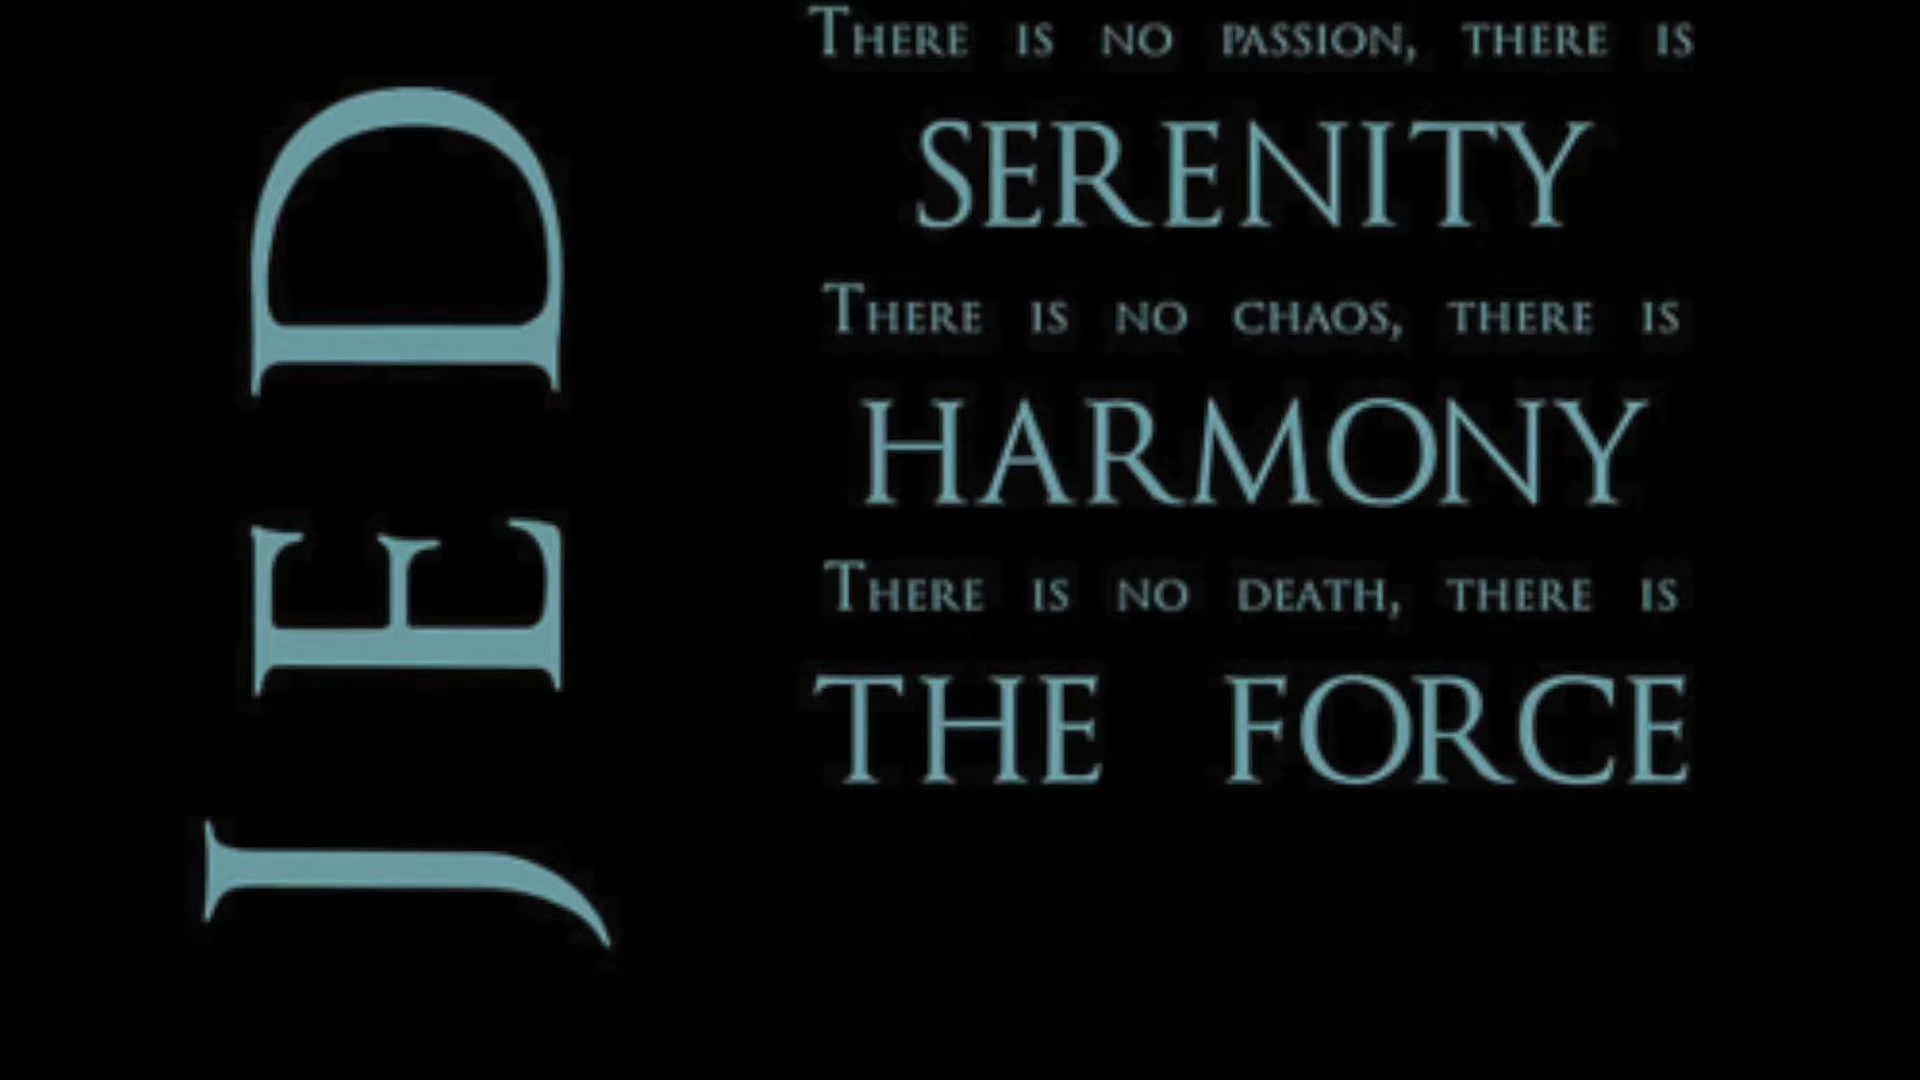 JED
There is no passion, there is
SERENITY
There is no chaos, there is
HARMONY
There is no death, there is
THE FORCE